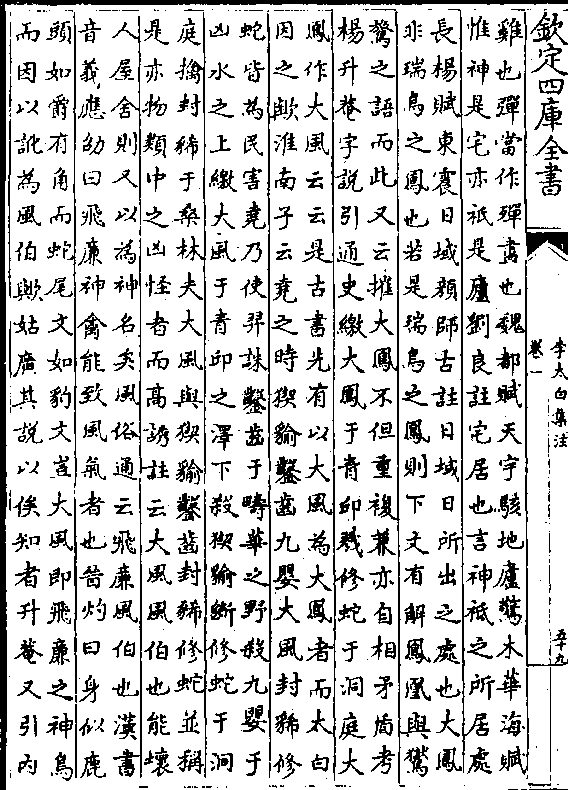 欽定四庫全書
李太白集注
卷一
五十九
雞也彈當作殫書也魏都賦天宇駭地廬驚木華海賦
惟神是宅亦祇是廬劉良註宅居也言神祇之所居處
長楊賦東震日域顔師古註日域日所出之處也大鳳
非瑞鳥之鳳也若是瑞鳥之鳳則下文有解鳳凰與鸑
鷟之語而此又云摧大鳳不但重複兼亦自相矛盾考
楊升菴字說引通史繳大鳳于青邱戮修蛇于洞庭大
鳳作大風云云是古書先有以大風為大鳳者而太白
因之歟淮南子云堯之時猰貐鑿齒九嬰大風封豨修
蛇皆為民害堯乃使羿誅鑿齒于疇華之野殺九嬰于
凶水之上繳大風于青邱之澤下殺猰貐斷修蛇于洞
庭擒封豨于桑林夫大風與猰貐鑿齒封豨修蛇並稱
是亦物類中之凶怪者而高誘註云大風風伯也能壞
人屋舍則又以為神名矣風俗通云飛廉風伯也漢書
音義應劭曰飛廉神禽能致風氣者也晉灼曰身似鹿
頭如爵有角而蛇尾文如豹文豈大風即飛廉之神鳥
而因以訛為風伯歟姑廣其說以俟知者升菴又引內